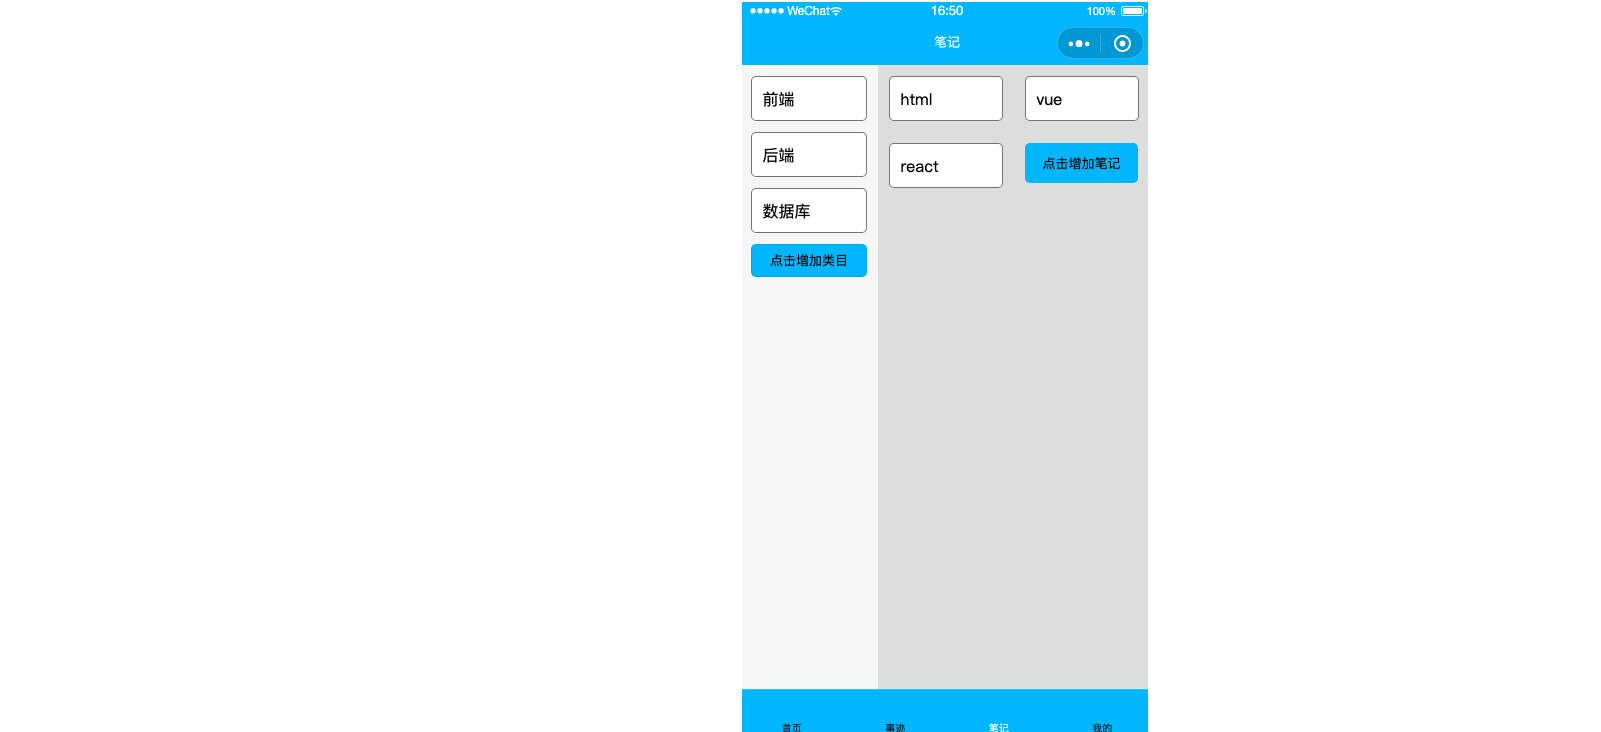 WeChat 16:50 100%
笔记
前端
后端
数据库
点击增加类目
html vue
react 点击增加笔记
首页 事迹 笔记 我的